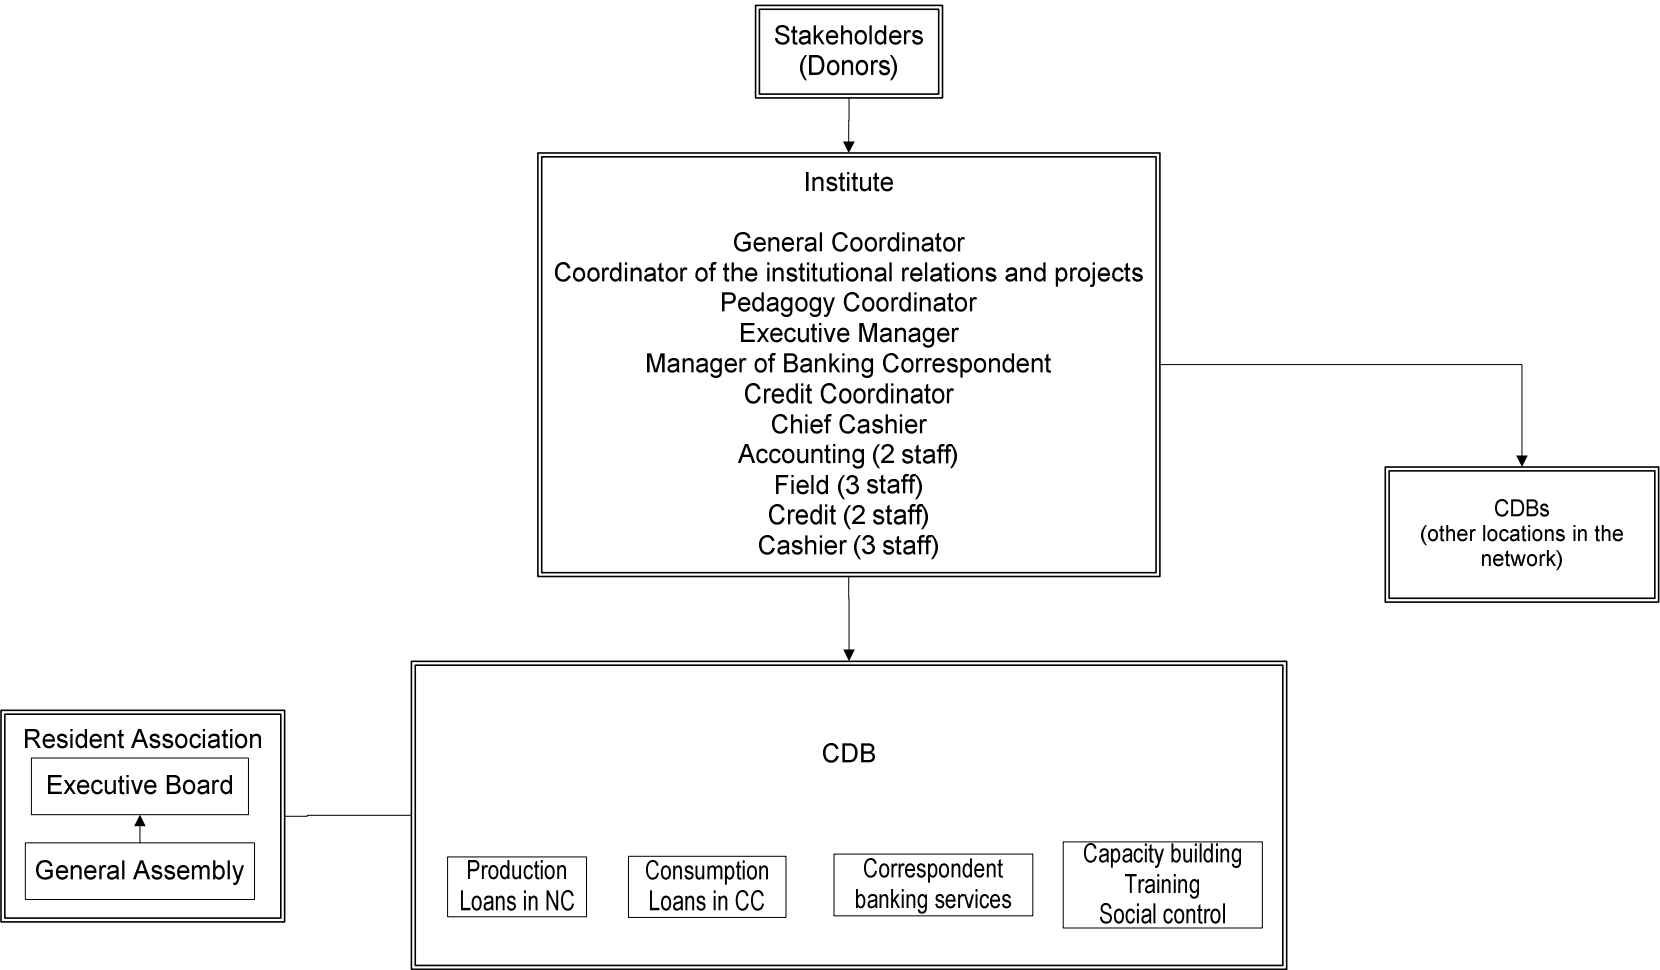 Stakeholders
(Donors)
Institute
General Coordinator
Coordinator of the institutional relations and projects
Pedagogy Coordinator
Executive Manager
Manager of Banking Correspondent
Credit Coordinator
Chief Cashier
Accounting (2 staff)
Field (3 staff)
Credit (2 staff)
Cashier (3 staff)
CDBs
(other locations in the
network)
Resident Association
Executive Board
General Assembly
CDB
Production
Loans in NC
Consumption
Loans in CC
Correspondent
banking services
Capacity building
Training
Social control